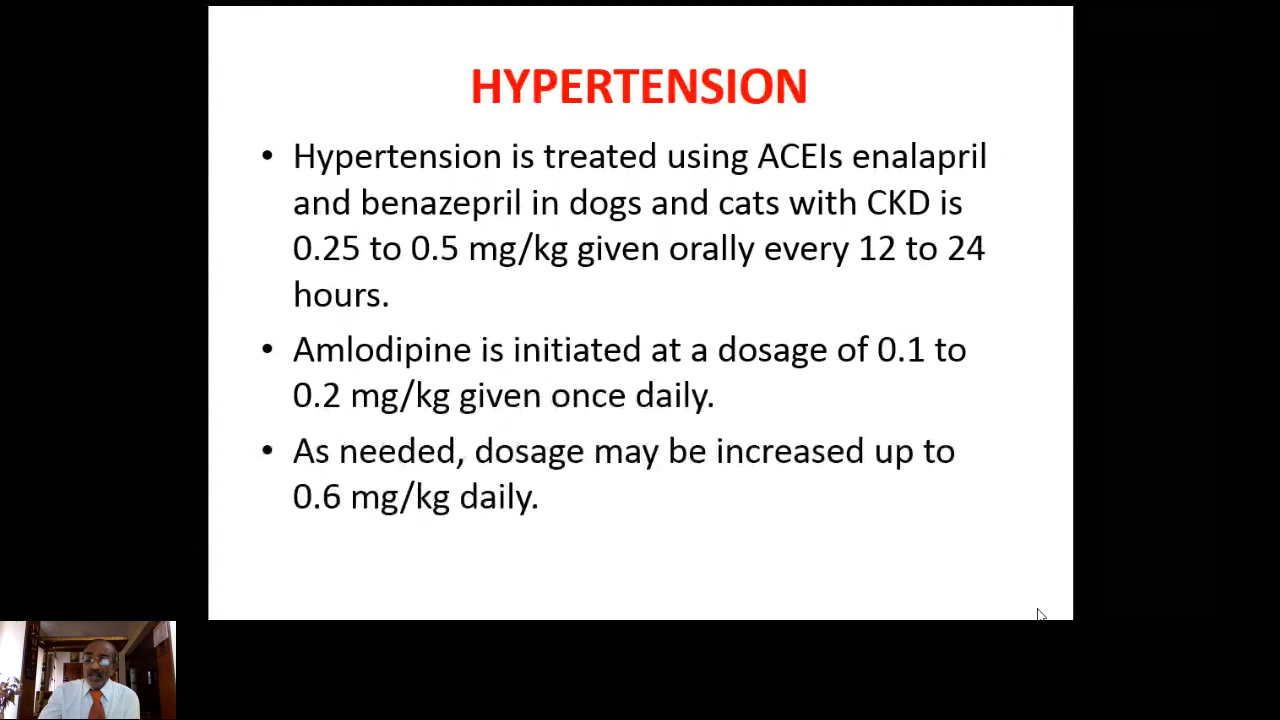 HYPERTENSION
• Hypertension is treated using ACEIs enalapril
and benazepril in dogs and cats with CKD is
0.25 to 0.5 mg/kg given orally every 12 to 24
hours.
• Amlodipine is initiated at a dosage of 0.1 to
0.2 mg/kg given once daily.
• As needed, dosage may be increased up to
0.6 mg/kg daily.